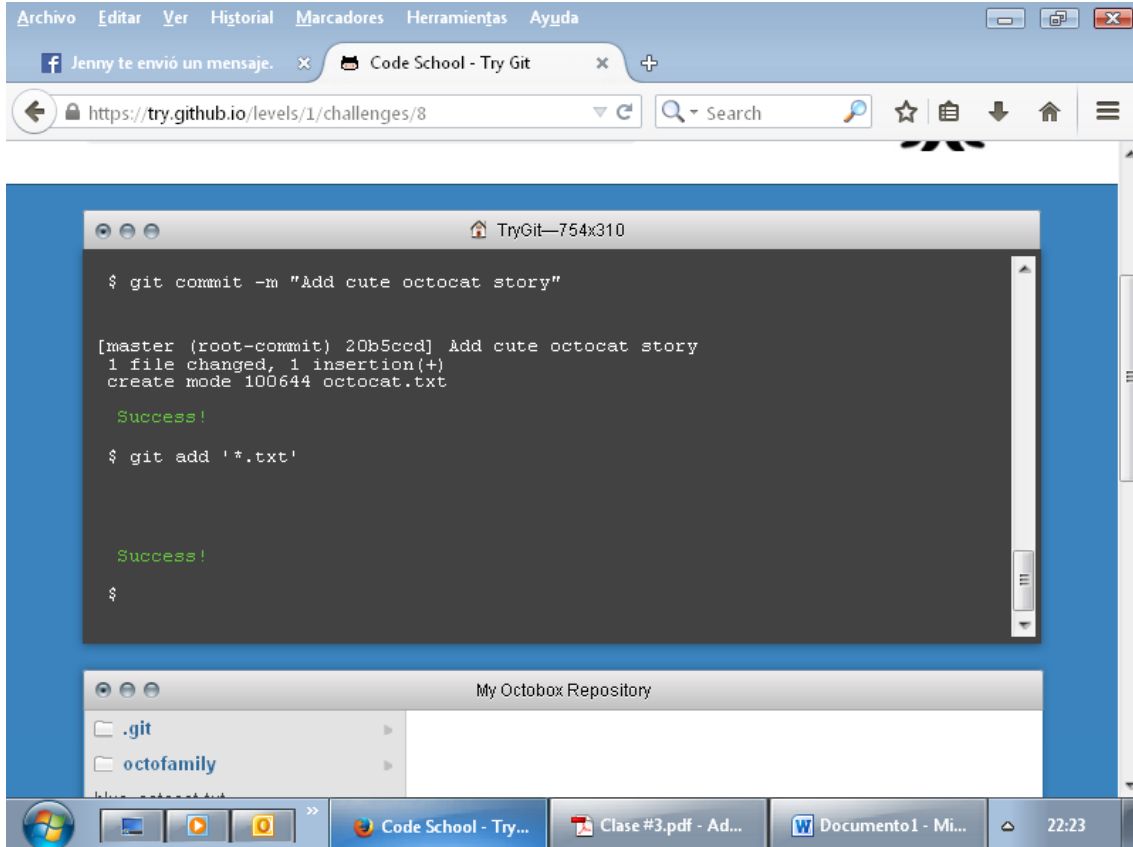 Archivo Editar Ver Historial Marcadores Herramientas Ayuda
Jenny te envió un mensaje.
Code School - Try Git
https://try.github.io/levels/1/challenges/8
Search
TryGit—754x310
$ git commit -m "Add cute octocat story"
[master (root-commit) 20b5ccd] Add cute octocat story
1 file changed, 1 insertion(+)
create mode 100644 octocat.txt
Success!
$ git add '*.txt'
Success!
$
My Octobox Repository
.git
octofamily
Code School - Try...
Clase #3.pdf - Ad...
Documento1 - Mi...
22:23